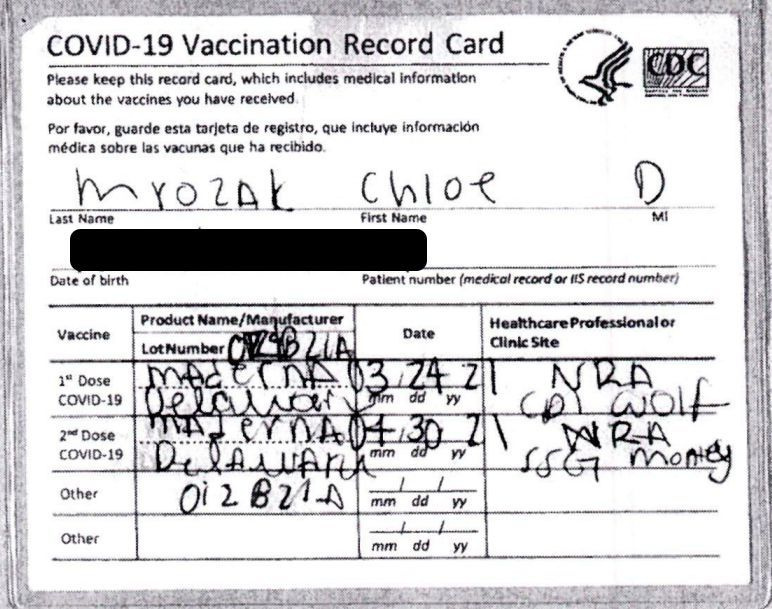 COVID-19 Vaccination Record Card
CDC
Please keep this record card, which includes medical information
about the vaccines you have received.
Por favor, guarde esta tarjeta de registro, que incluye información
médica sobre las vacunas que ha recibido.
Mrozak Chloe D
Last Name First Name MI
Date of birth Patient number (medical record or IIS record number)
Vaccine Product Name/Manufacturer Date Healthcare Professional or
Lot Number Clinic Site
1st Dose MADERNA 03 24 21 NRA
COVID-19 mm dd yy CPT Wolf
2nd Dose MADERNA 04 30 21 NRA
COVID-19 DELAWARE mm dd yy SSGT Money
Other 012B21A mm dd yy
Other mm dd yy